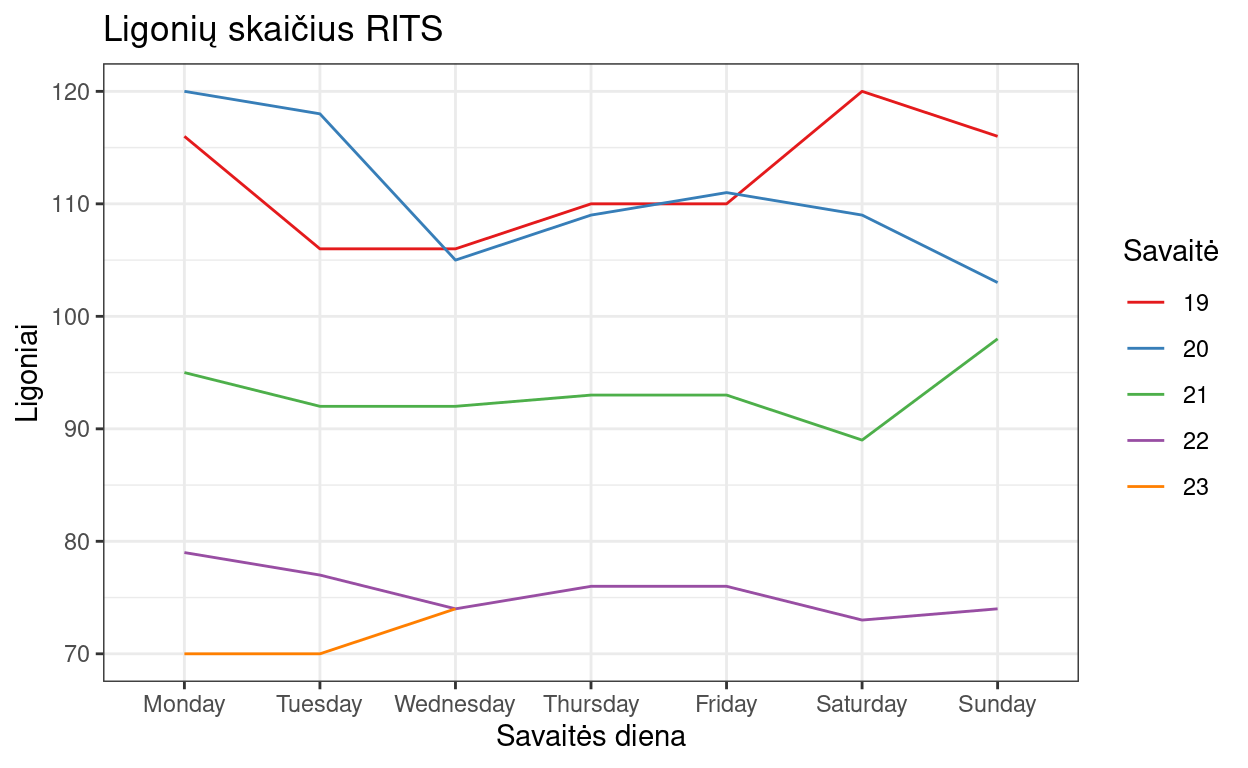 Ligonių skaičius RITS
120
110
100
90
80
70
Ligoniai
Monday Tuesday Wednesday Thursday Friday Saturday Sunday
Savaitės diena
Savaitė
19
20
21
22
23